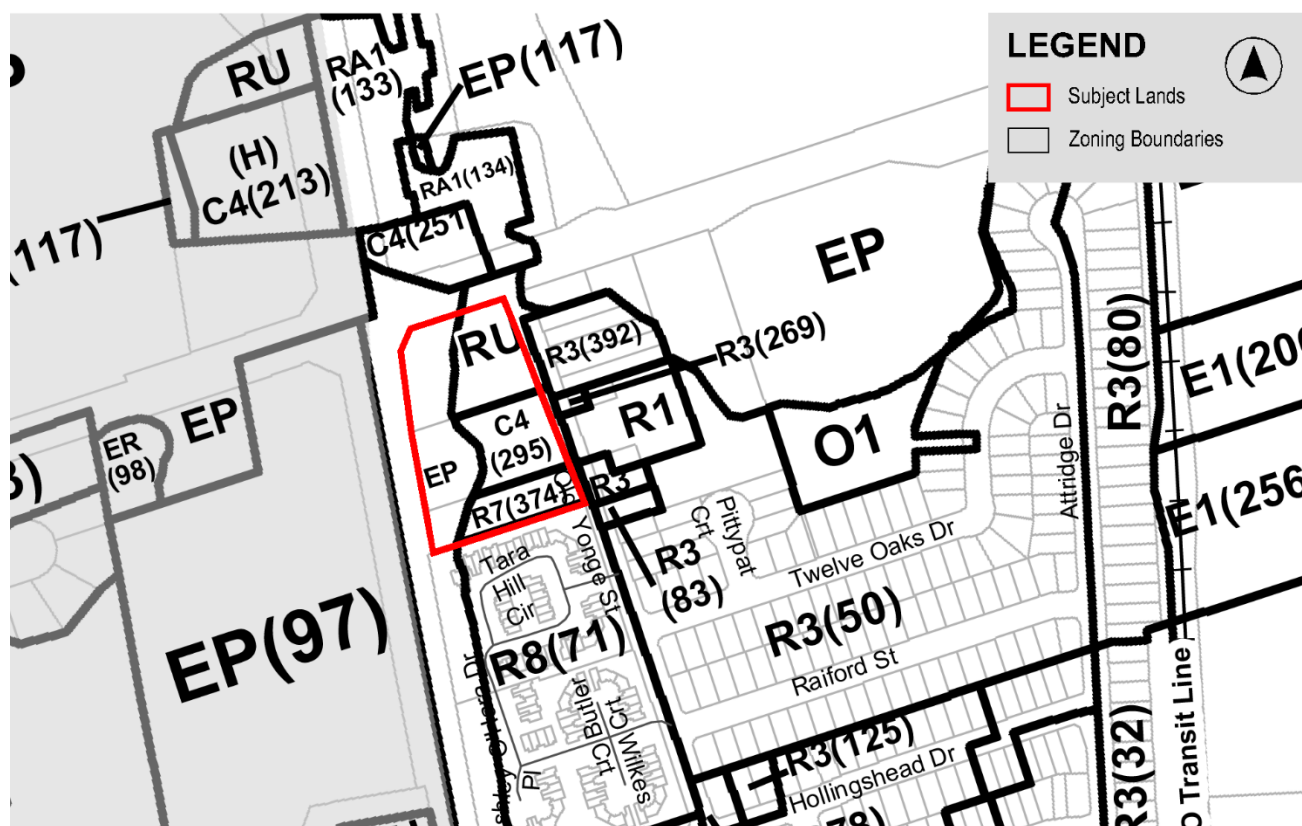 LEGEND
Subject Lands
Zoning Boundaries
RU
RA1
(133)
EP(117)
(H)
C4(213)
RA1(134)
(117)
C4(251
EP
RU
R3(392)
R3(269)
R3(80)
E1(200
C4
(295)
R1
O1
EP
ER
(98)
EP
R7(374)
R3
Attridge Dr
E1(256
Pittypat
Crt
Yonge St
R3
(83)
Twelve Oaks Dr
Tara
Hill
Cir
EP(97)
R8(71)
R3(50)
Raiford St
Butler
Crt
Wilkes
Crt
Pl
R3(125)
Hollingshead Dr
R3(32)
Transit Line